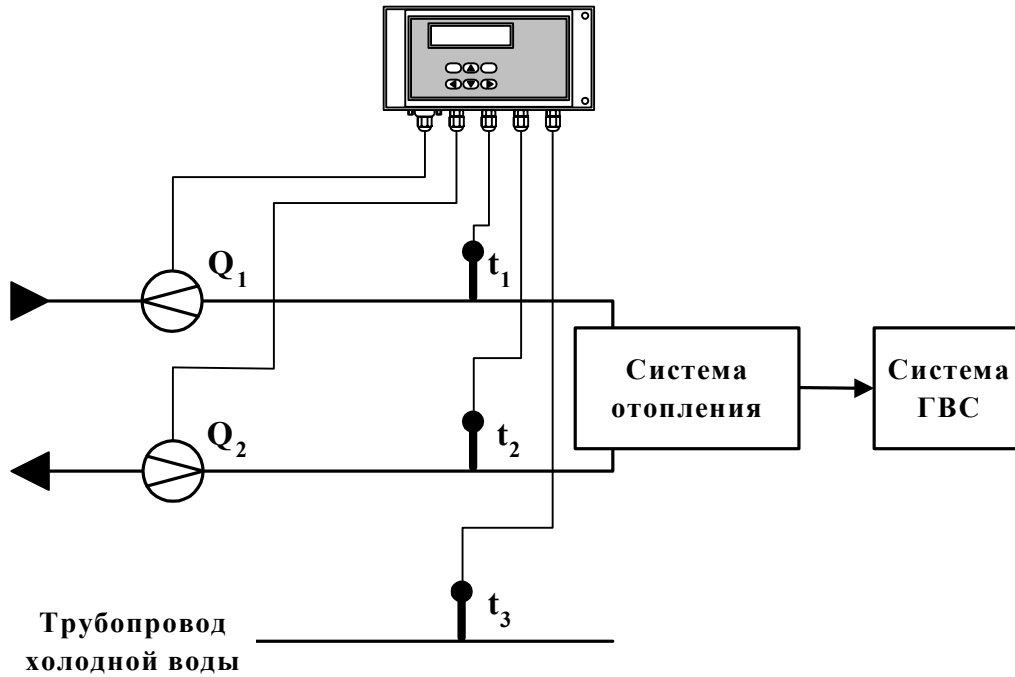 Q1
t1
Система
отопления
Система
ГВС
Q2
t2
t3
Трубопровод
холодной воды